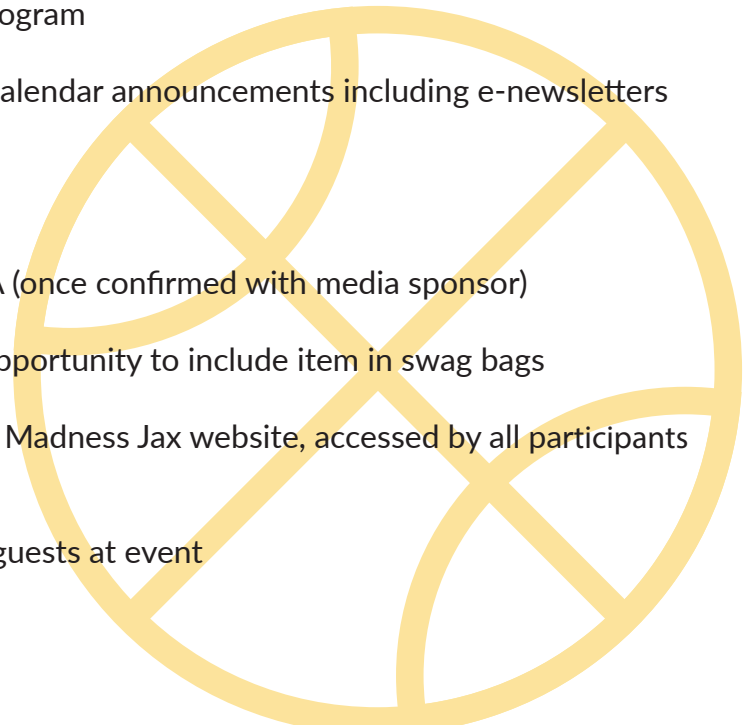 ogram
alendar announcements including e-newsletters
(once confirmed with media sponsor)
pportunity to include item in swag bags
Madness Jax website, accessed by all participants
guests at event